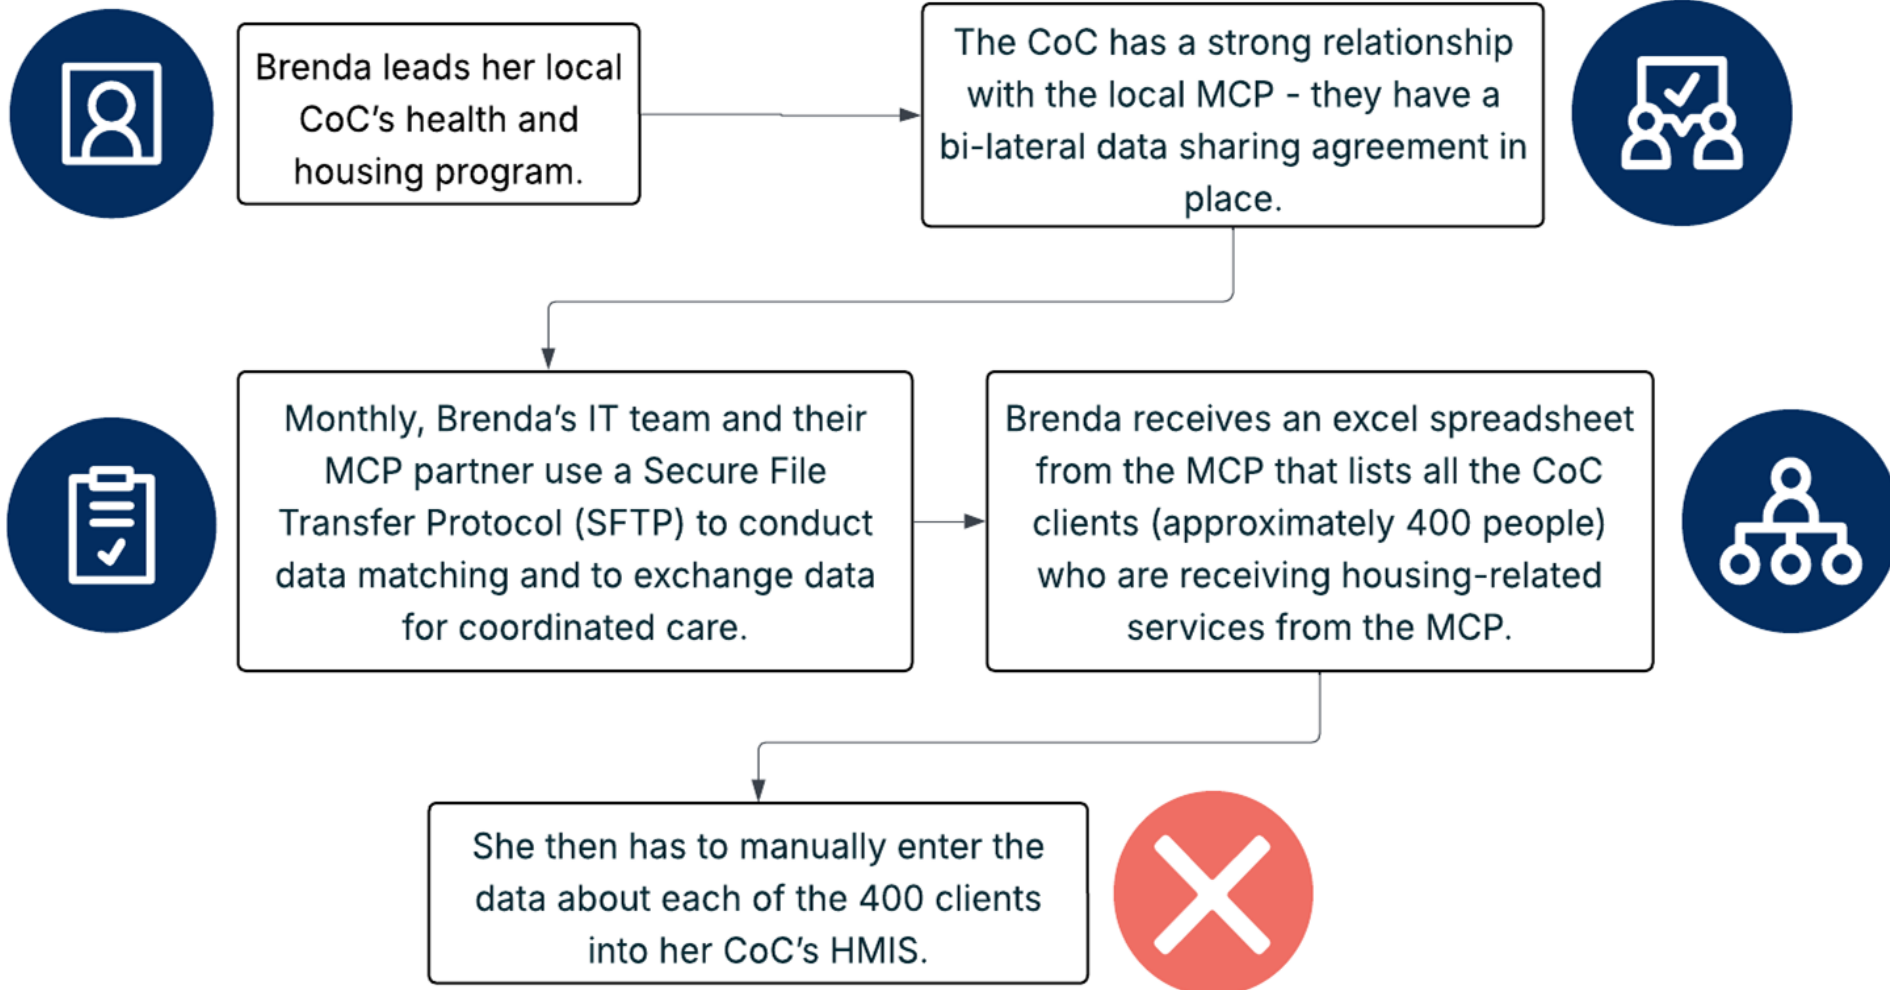 Brenda leads her local
CoC’s health and
housing program.
The CoC has a strong relationship
with the local MCP - they have a
bi-lateral data sharing agreement in
place.
Monthly, Brenda’s IT team and their
MCP partner use a Secure File
Transfer Protocol (SFTP) to conduct
data matching and to exchange data
for coordinated care.
Brenda receives an excel spreadsheet
from the MCP that lists all the CoC
clients (approximately 400 people)
who are receiving housing-related
services from the MCP.
She then has to manually enter the
data about each of the 400 clients
into her CoC’s HMIS.